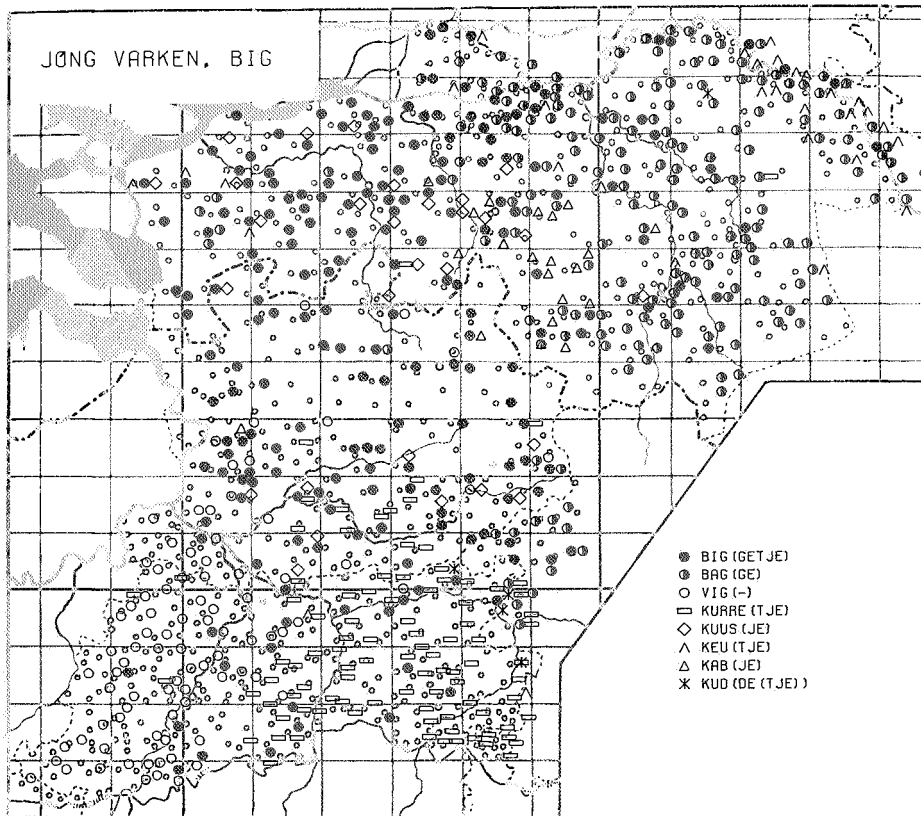 JØNG VARKEN, BIG
BIG (GETJE)
BAG (GE)
VIG (-)
KURRE (TJE)
KUUS (JE)
KEU (TJE)
KAB (JE)
KUD (DE (TJE) )